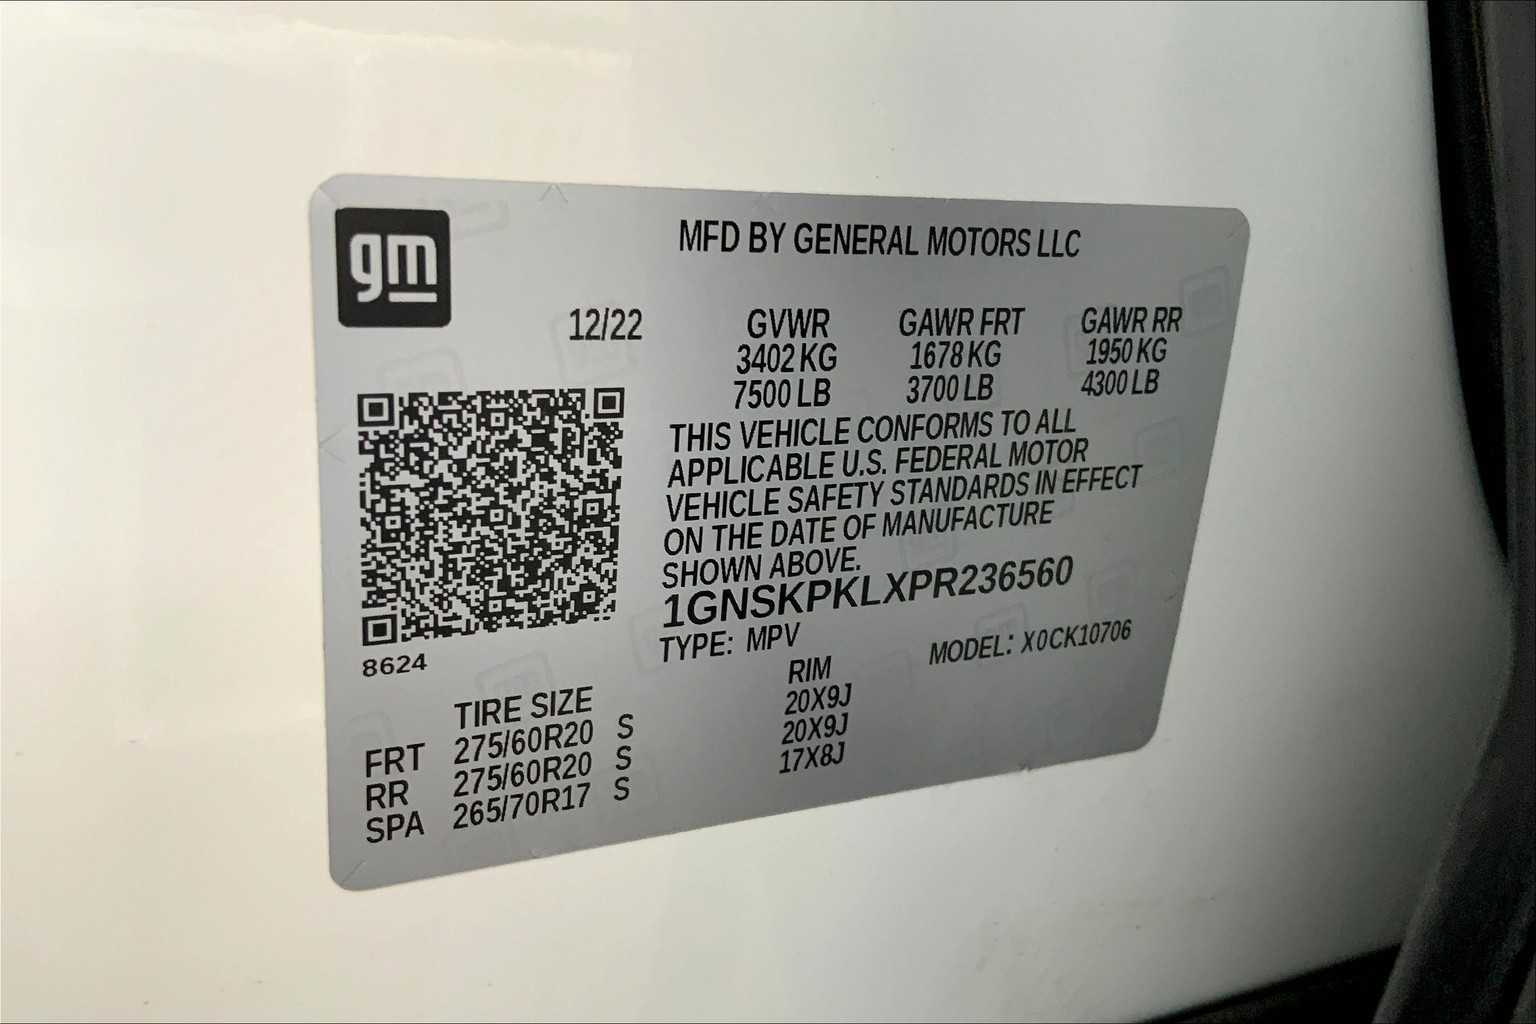 gm
MFD BY GENERAL MOTORS LLC
12/22 GVWR GAWR FRT GAWR RR
3402 KG 1678 KG 1950 KG
7500 LB 3700 LB 4300 LB
THIS VEHICLE CONFORMS TO ALL
APPLICABLE U.S. FEDERAL MOTOR
VEHICLE SAFETY STANDARDS IN EFFECT
ON THE DATE OF MANUFACTURE
SHOWN ABOVE.
1GNSKPKLXPR236560
TYPE: MPV MODEL: X0CK10706
8624
TIRE SIZE RIM
FRT 275/60R20 S 20X9J
RR 275/60R20 S 20X9J
SPA 265/70R17 S 17X8J